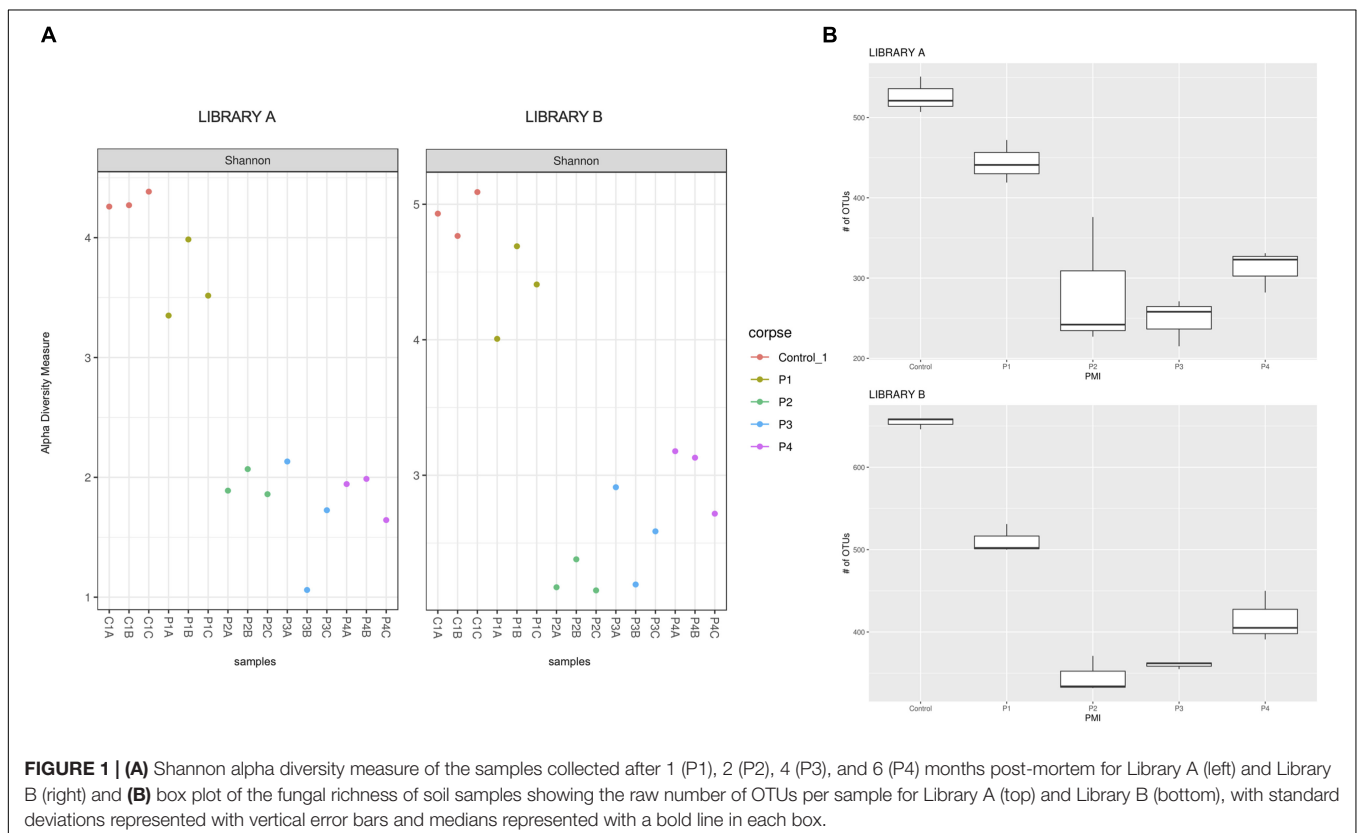 A
LIBRARY A
LIBRARY B
Shannon
Shannon
Alpha Diversity Measure
4
3
2
1
5
4
3
C1A
C1B
C1C
P1A
P1B
P1C
P2A
P2B
P2C
P3A
P3B
P3C
P4A
P4B
P4C
samples
C1A
C1B
C1C
P1A
P1B
P1C
P2A
P2B
P2C
P3A
P3B
P3C
P4A
P4B
P4C
samples
corpse
Control_1
P1
P2
P3
P4
B
LIBRARY A
# of OTUs
500
400
300
200
Control
P1
P2
P3
P4
PMI
LIBRARY B
# of OTUs
600
500
400
Control
P1
P2
P3
P4
PMI
FIGURE 1 | (A) Shannon alpha diversity measure of the samples collected after 1 (P1), 2 (P2), 4 (P3), and 6 (P4) months post-mortem for Library A (left) and Library
B (right) and (B) box plot of the fungal richness of soil samples showing the raw number of OTUs per sample for Library A (top) and Library B (bottom), with standard
deviations represented with vertical error bars and medians represented with a bold line in each box.